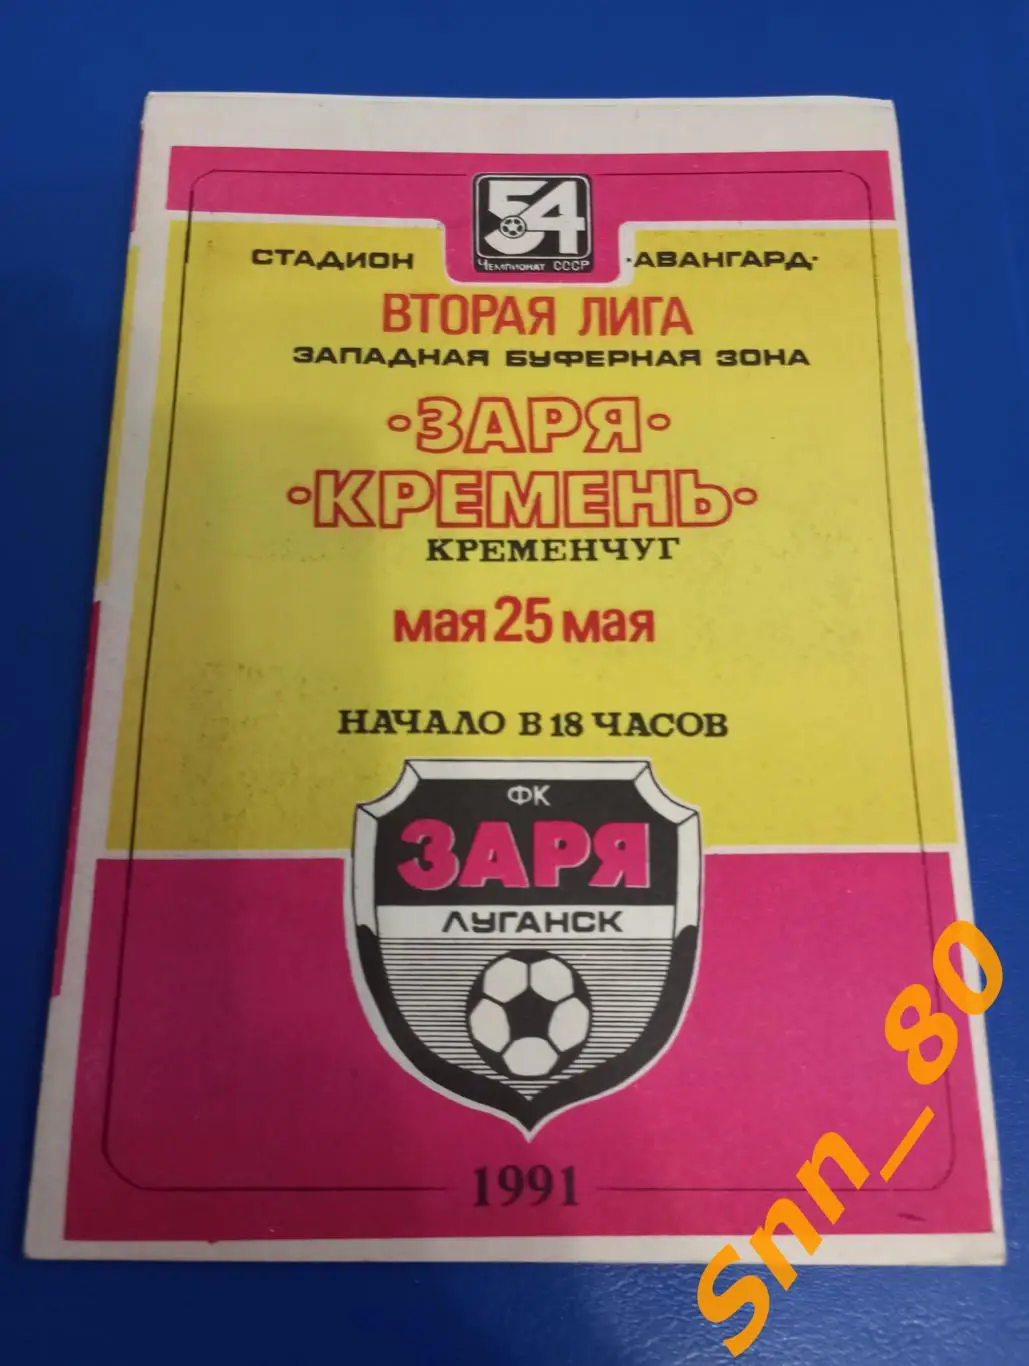 54
ЧЕМПИОНАТ СССР
СТАДИОН •АВАНГАРД•
ВТОРАЯ ЛИГА
ЗАПАДНАЯ БУФЕРНАЯ ЗОНА
•ЗАРЯ•
•КРЕМЕНЬ•
КРЕМЕНЧУГ
мая 25 мая
НАЧАЛО В 18 ЧАСОВ
ФК
ЗАРЯ
ЛУГАНСК
1991
Snn_80